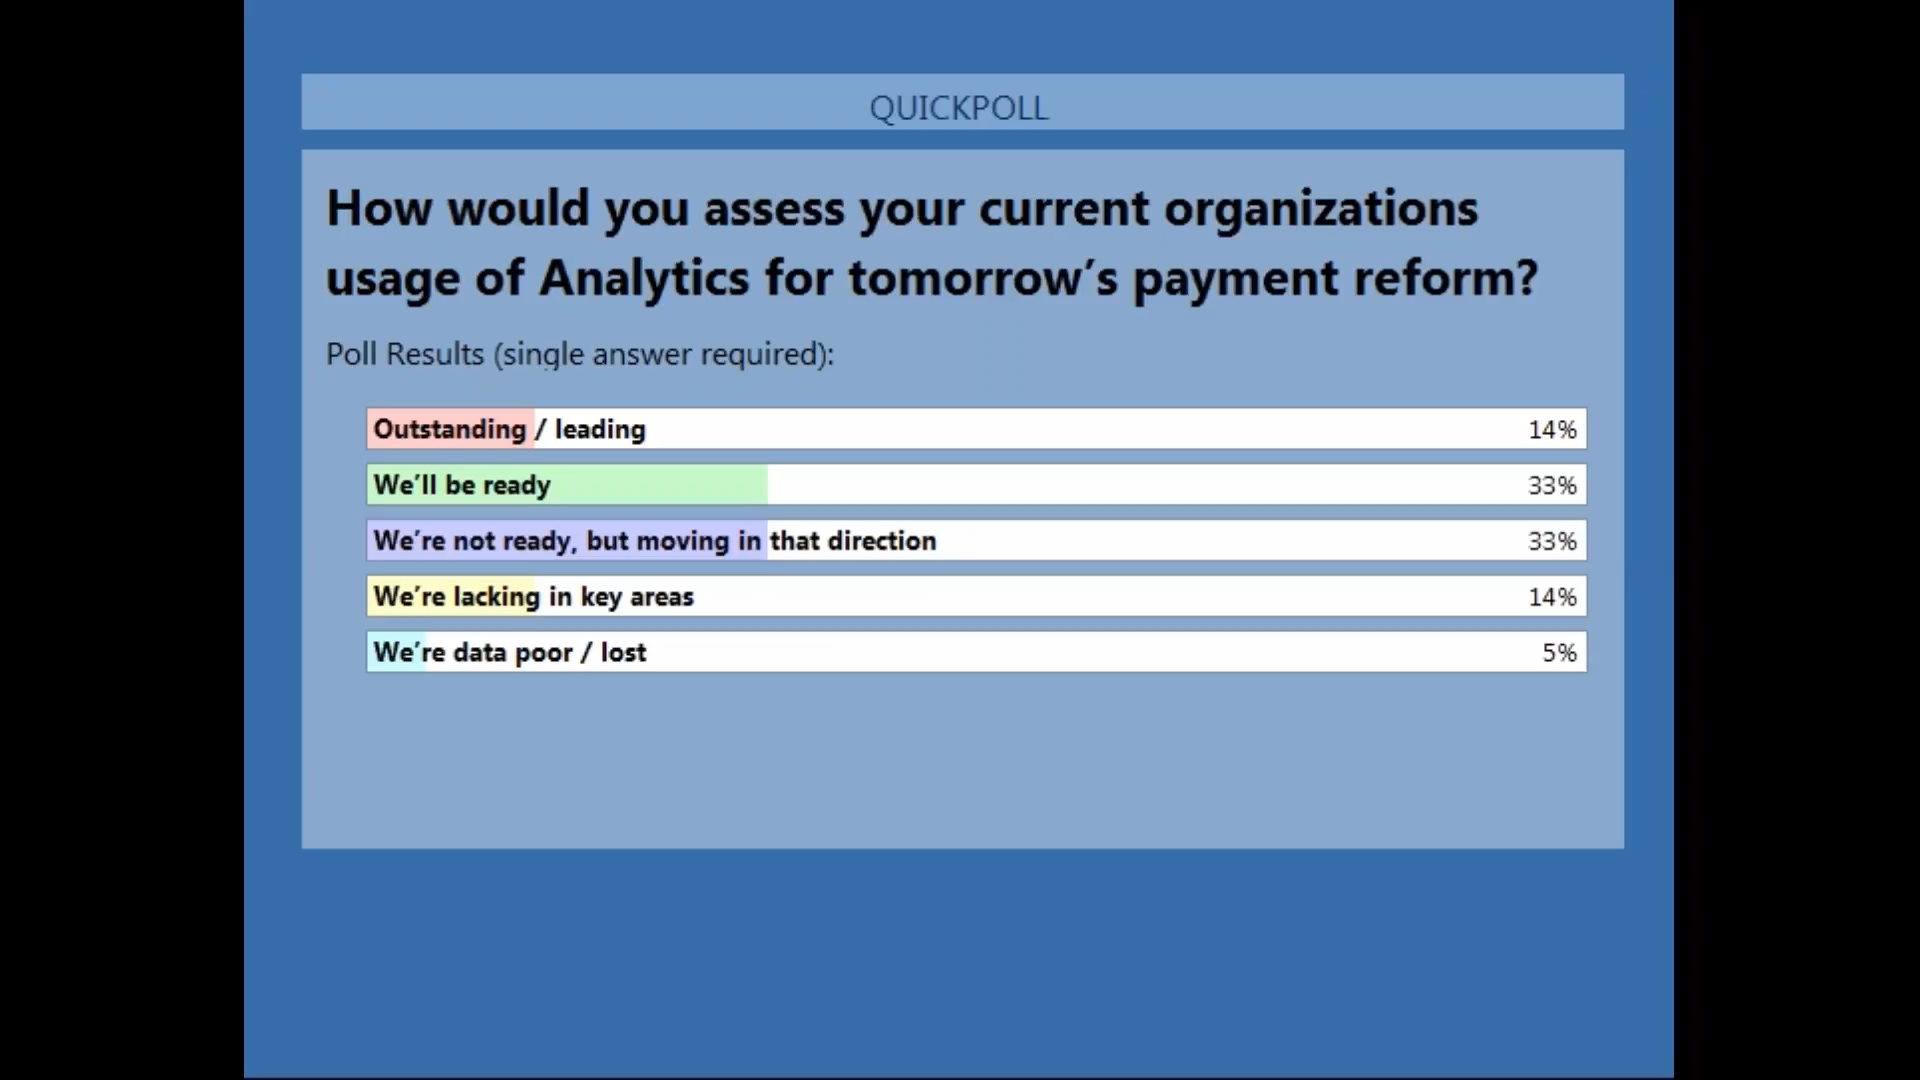 QUICKPOLL
How would you assess your current organizations
usage of Analytics for tomorrow’s payment reform?
Poll Results (single answer required):
Outstanding / leading 14%
We’ll be ready 33%
We’re not ready, but moving in that direction 33%
We’re lacking in key areas 14%
We’re data poor / lost 5%